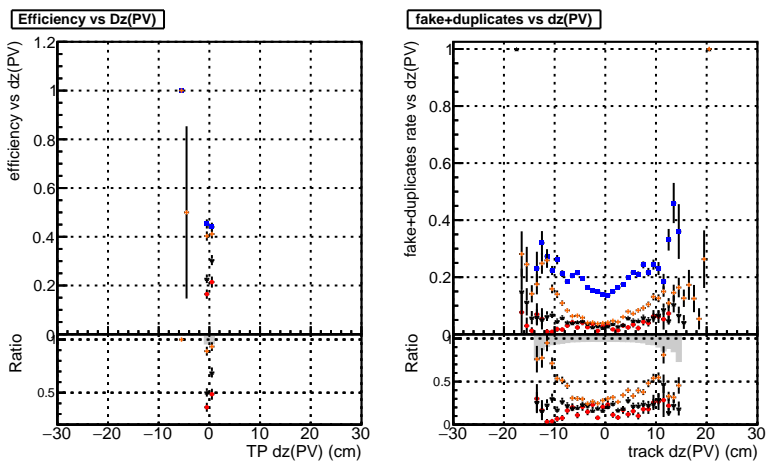 Efficiency vs Dz(PV)
efficiency vs dz(PV)
1.2
1
0.8
0.6
0.4
0.2
0
Ratio
1
0.5
−30 −20 −10 0 10 20 30
TP dz(PV) (cm)
fake+duplicates vs dz(PV)
fake+duplicates rate vs dz(PV)
1
0.8
0.6
0.4
0.2
0
Ratio
1
0.5
0
−30 −20 −10 0 10 20 30
track dz(PV) (cm)